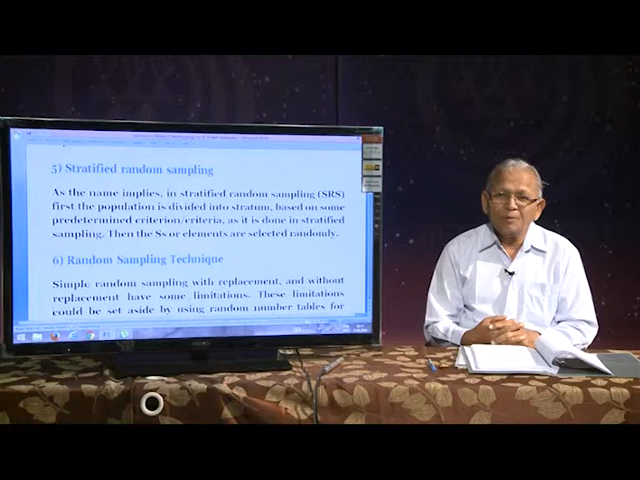 5) Stratified random sampling
As the name implies, in stratified random sampling (SRS)
first the population is divided into stratum, based on some
predetermined criterion/criteria, as it is done in stratified
sampling. Then the Ss or elements are selected randomly.
6) Random Sampling Technique
Simple random sampling with replacement, and without
replacement have some limitations. These limitations
could be set aside by using random number tables for